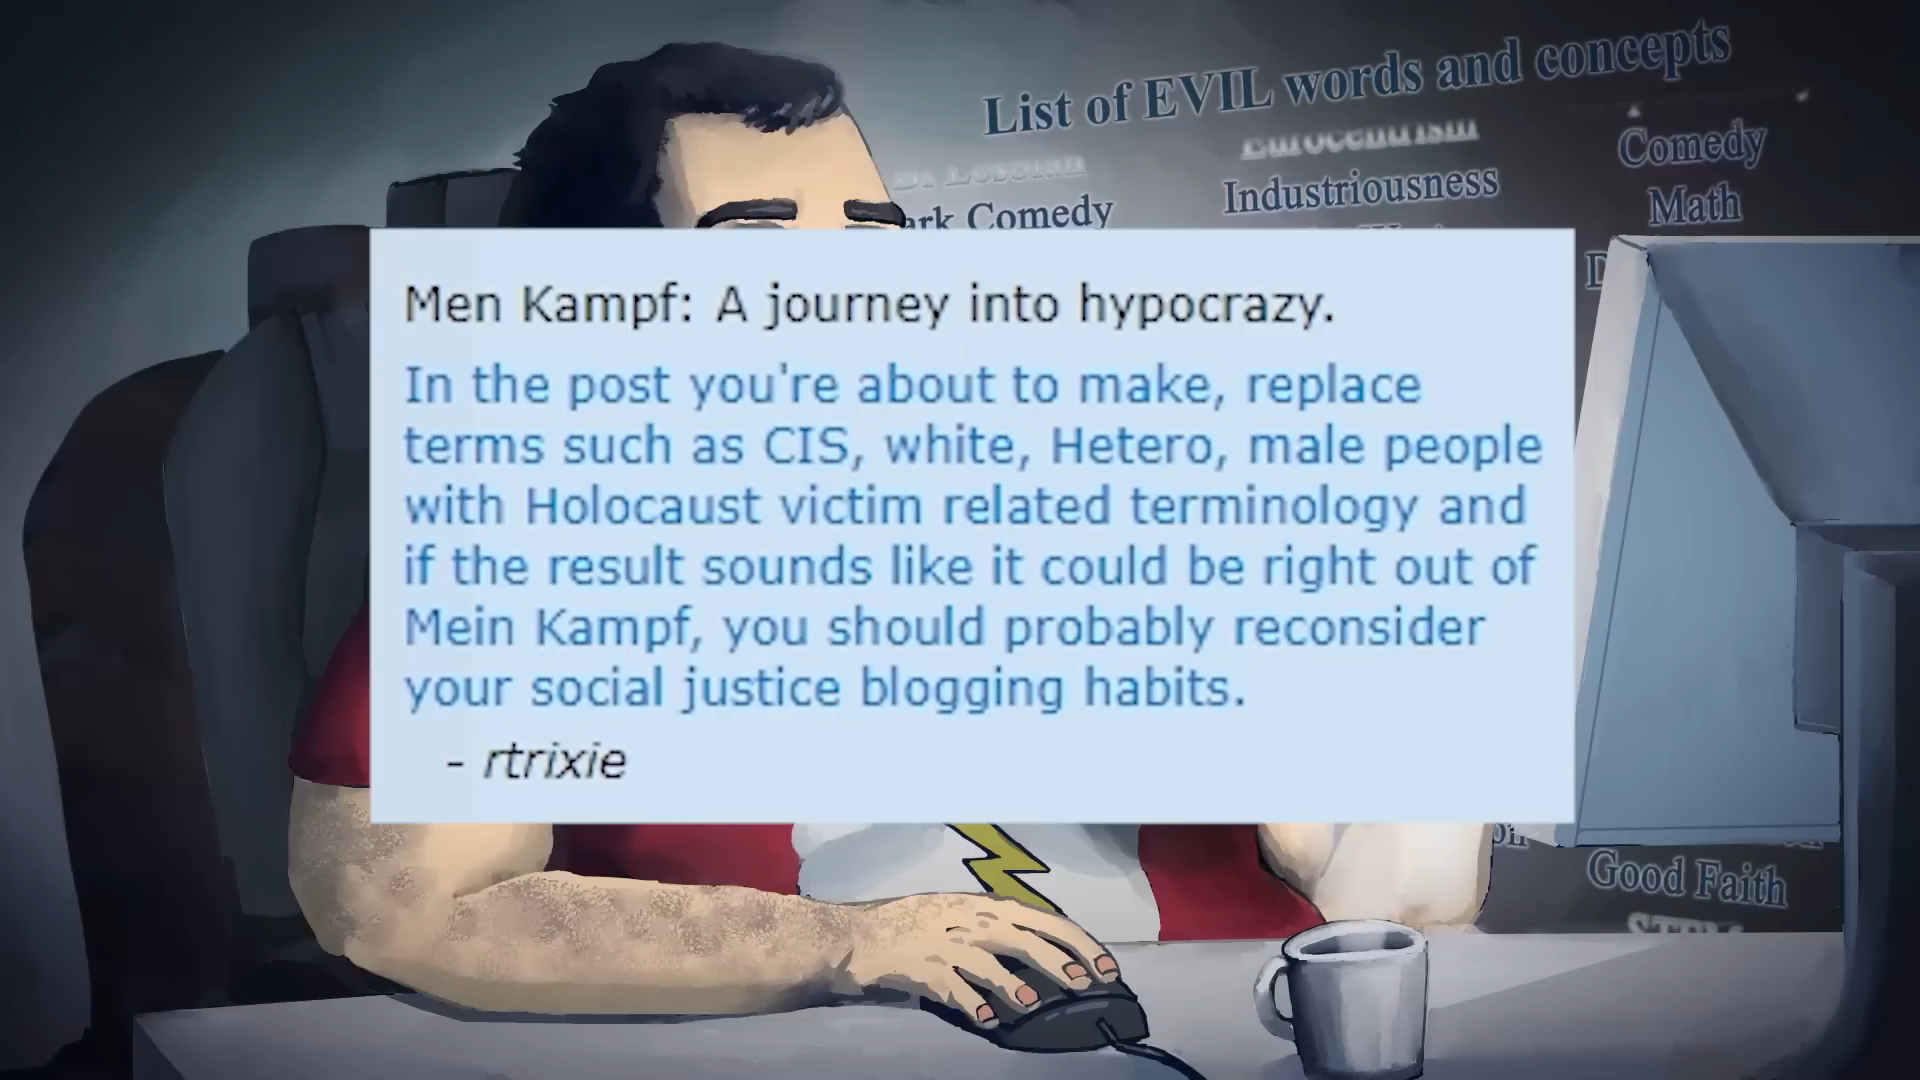 List of EVIL words and concepts
Eurocentrism
Comedy
Lesbian
Industriousness
Math
Comedy
Men Kampf: A journey into hypocrazy.
In the post you're about to make, replace
terms such as CIS, white, Hetero, male people
with Holocaust victim related terminology and
if the result sounds like it could be right out of
Mein Kampf, you should probably reconsider
your social justice blogging habits.
- rtrixie
Good Faith
STEM